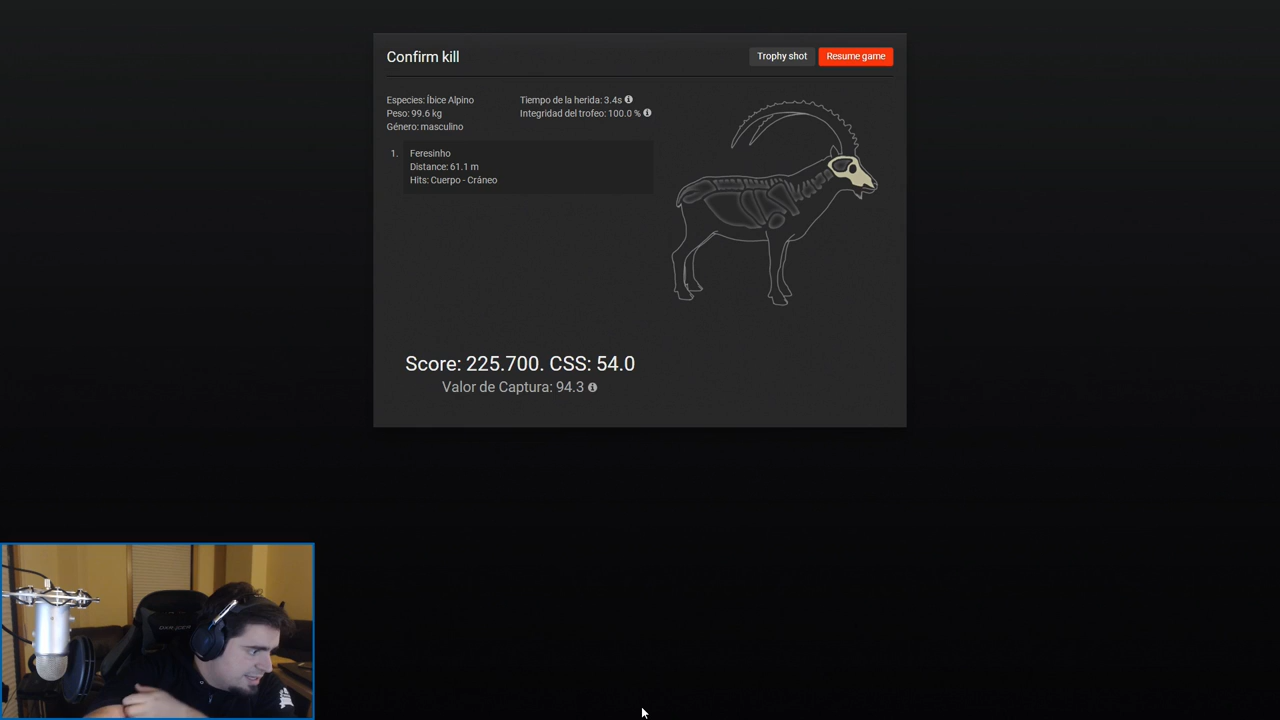 Confirm kill
Trophy shot
Resume game
Especies: Íbice Alpino
Peso: 99.6 kg
Género: masculino
Tiempo de la herida: 3.4s
Integridad del trofeo: 100.0 %
1. Feresinho
Distance: 61.1 m
Hits: Cuerpo - Cráneo
Score: 225.700. CSS: 54.0
Valor de Captura: 94.3